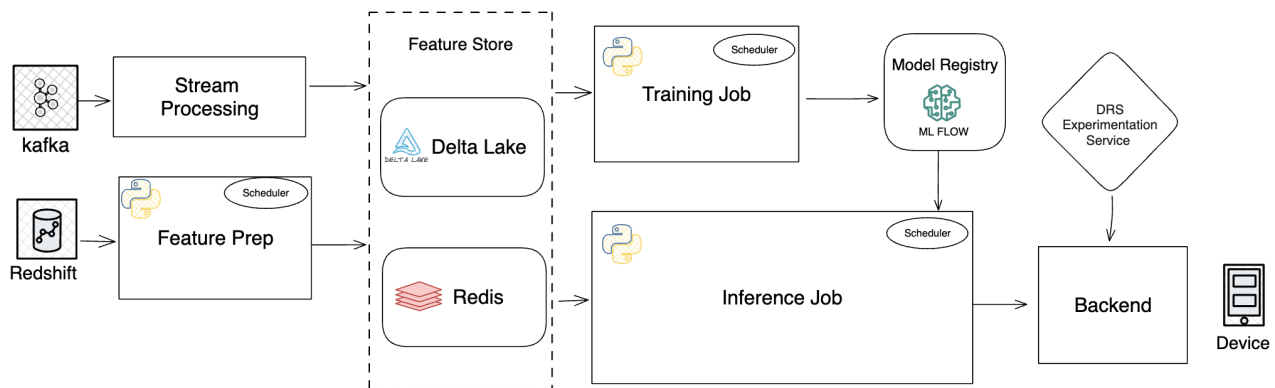 kafka
Stream
Processing
Redshift
Scheduler
Feature Prep
Feature Store
DELTA LAKE
Delta Lake
Redis
Scheduler
Training Job
Model Registry
ML FLOW
Scheduler
Inference Job
DRS
Experimentation
Service
Backend
Device